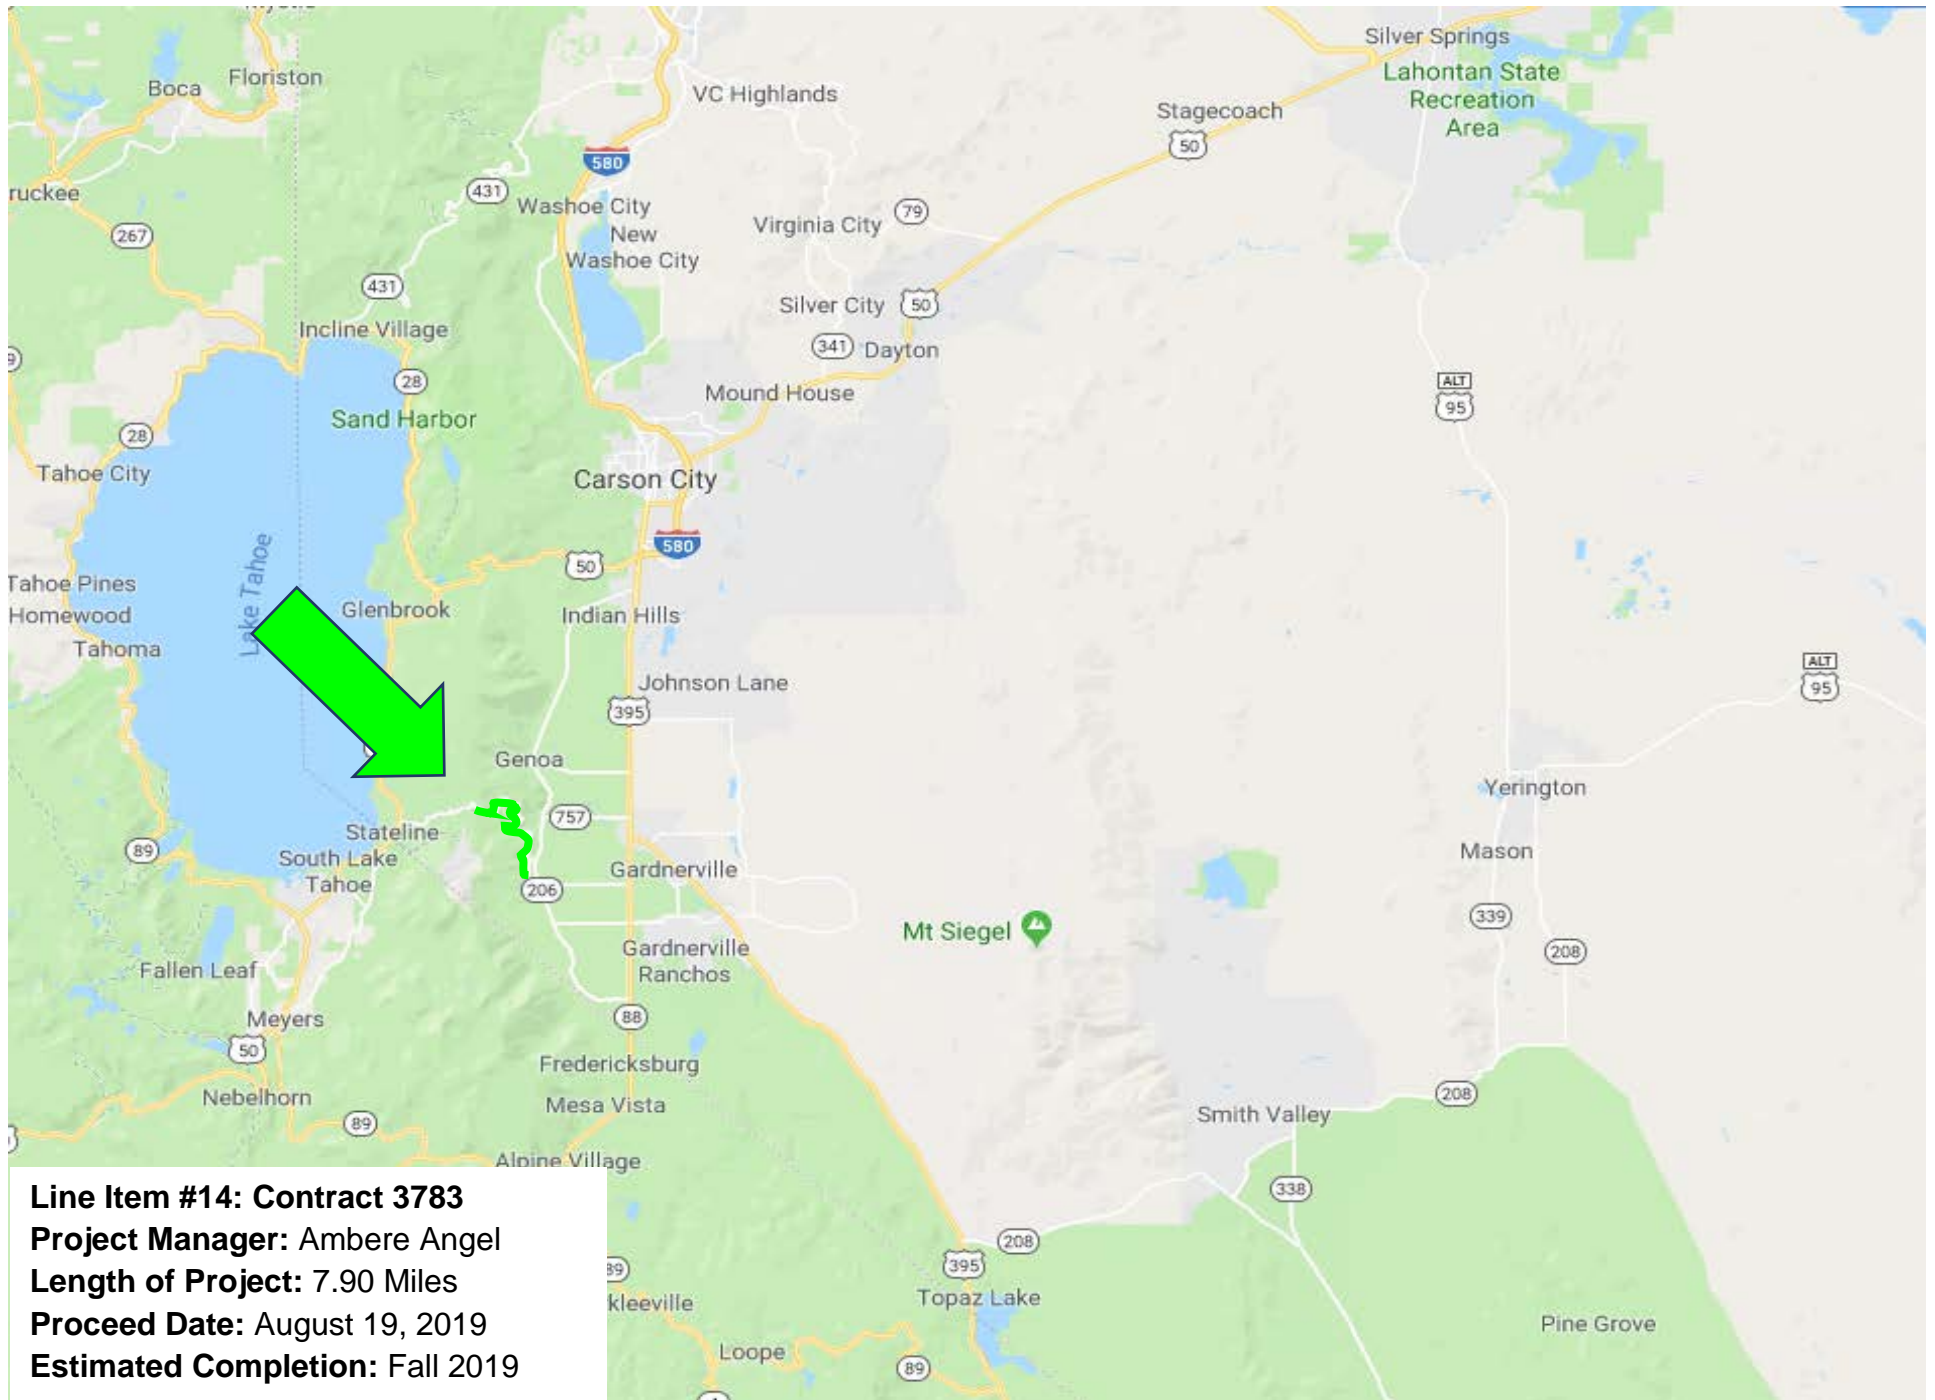 Silver Springs
Boca
Floriston
Lahontan State
Recreation
Area
VC Highlands
Stagecoach
50
580
ruckee
431
Washoe City
79
267
New
Washoe City
Virginia City
431
Silver City
50
Incline Village
341
Dayton
28
ALT
95
Mound House
Sand Harbor
28
Tahoe City
Carson City
Lake Tahoe
580
50
Tahoe Pines
Homewood
Glenbrook
Indian Hills
Tahoma
ALT
95
Johnson Lane
395
Genoa
Yerington
757
Stateline
89
South Lake
Tahoe
Mason
Gardnerville
206
339
Mt Siegel
Gardnerville
Ranchos
208
Fallen Leaf
Meyers
88
50
Fredericksburg
Nebelhorn
208
Mesa Vista
Smith Valley
89
Alpine Village
338
208
395
89
kleeville
Topaz Lake
Pine Grove
Loope
89
Line Item #14: Contract 3783
Project Manager: Ambere Angel
Length of Project: 7.90 Miles
Proceed Date: August 19, 2019
Estimated Completion: Fall 2019